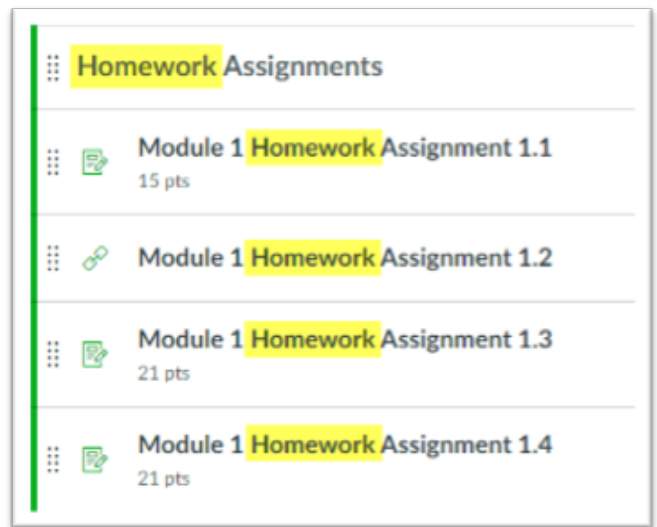 Homework Assignments
Module 1 Homework Assignment 1.1
15 pts
Module 1 Homework Assignment 1.2
Module 1 Homework Assignment 1.3
21 pts
Module 1 Homework Assignment 1.4
21 pts